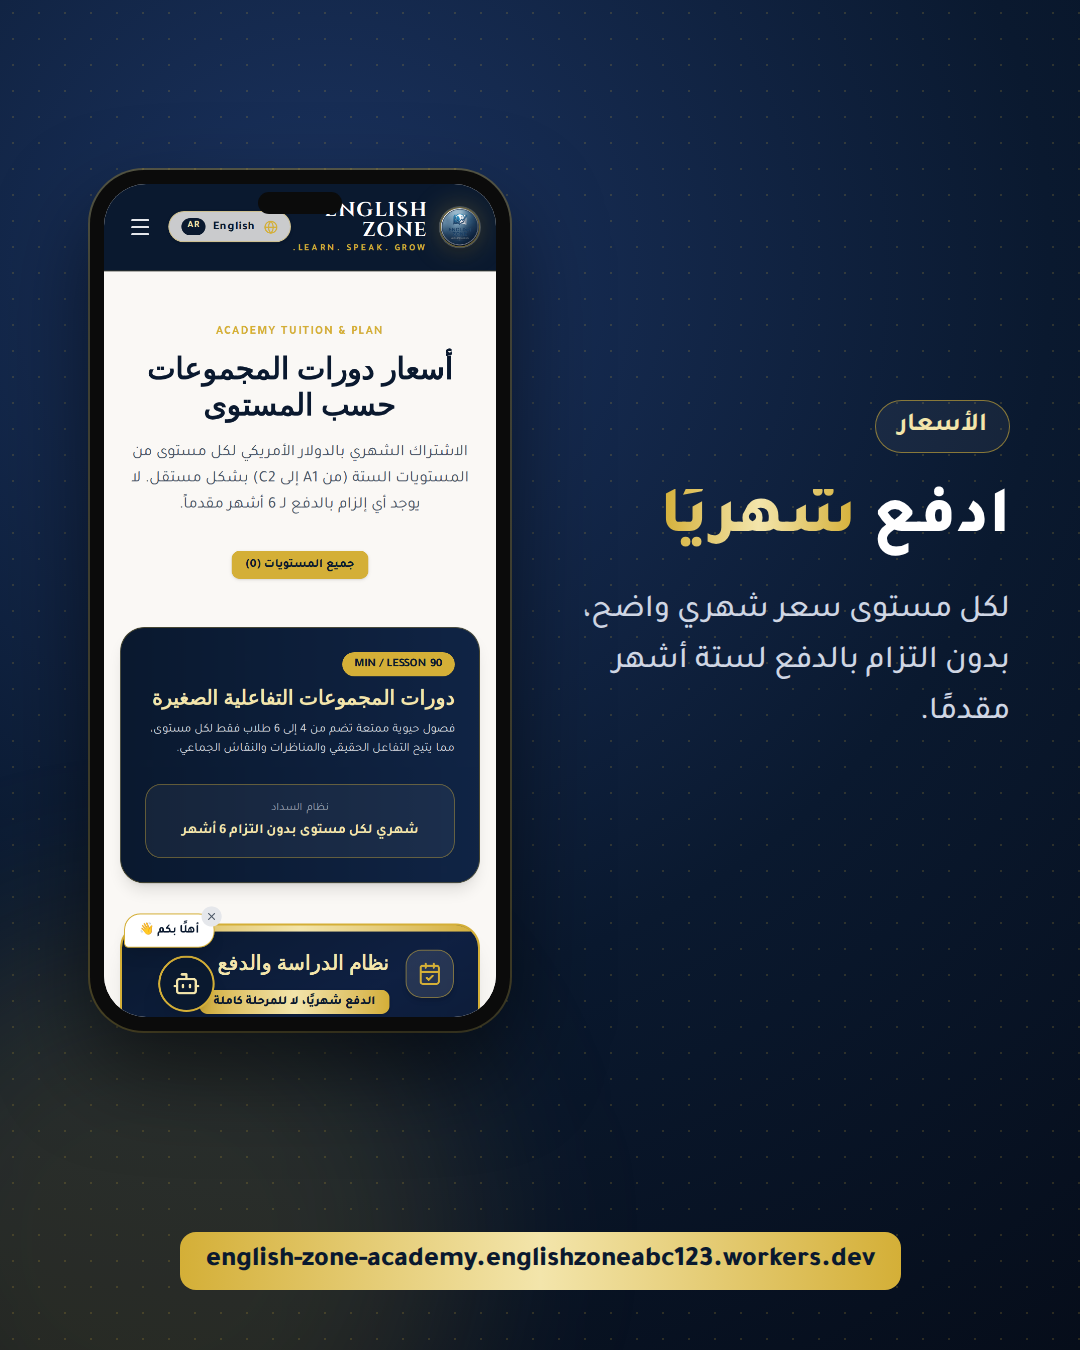 ENGLISH
ZONE
.LEARN. SPEAK. GROW
English AR
ACADEMY TUITION & PLAN
أسعار دورات المجموعات
حسب المستوى
الاشتراك الشهري بالدولار الأمريكي لكل مستوى من
المستويات الستة (من A1 إلى C2) بشكل مستقل. لا
يوجد أي إلزام بالدفع لـ 6 أشهر مقدماً.
جميع المستويات (0)
MIN / LESSON 90
دورات المجموعات التفاعلية الصغيرة
فصول حيوية ممتعة تضم من 4 إلى 6 طلاب فقط لكل مستوى،
مما يتيح التفاعل الحقيقي والمناظرات والنقاش الجماعي.
نظام السداد
شهري لكل مستوى بدون التزام 6 أشهر
أهلًا بكم 👋
نظام الدراسة والدفع
الدفع شهريًا، لا للمرحلة كاملة
الأسعار
ادفع شهريًا
لكل مستوى سعر شهري واضح،
بدون التزام بالدفع لستة أشهر
مقدمًا.
english-zone-academy.englishzoneabc123.workers.dev